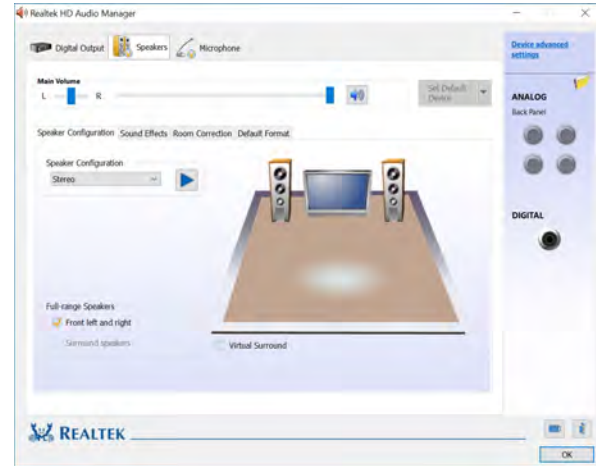 Realtek HD Audio Manager
Digital Output
Speakers
Microphone
Device advanced
settings
Main Volume
L
R
Set Default
Device
ANALOG
Back Panel
Speaker Configuration
Sound Effects
Room Correction
Default Format
Speaker Configuration
Stereo
DIGITAL
Full-range Speakers
Front left and right
Surround speakers
Virtual Surround
REALTEK
i
OK